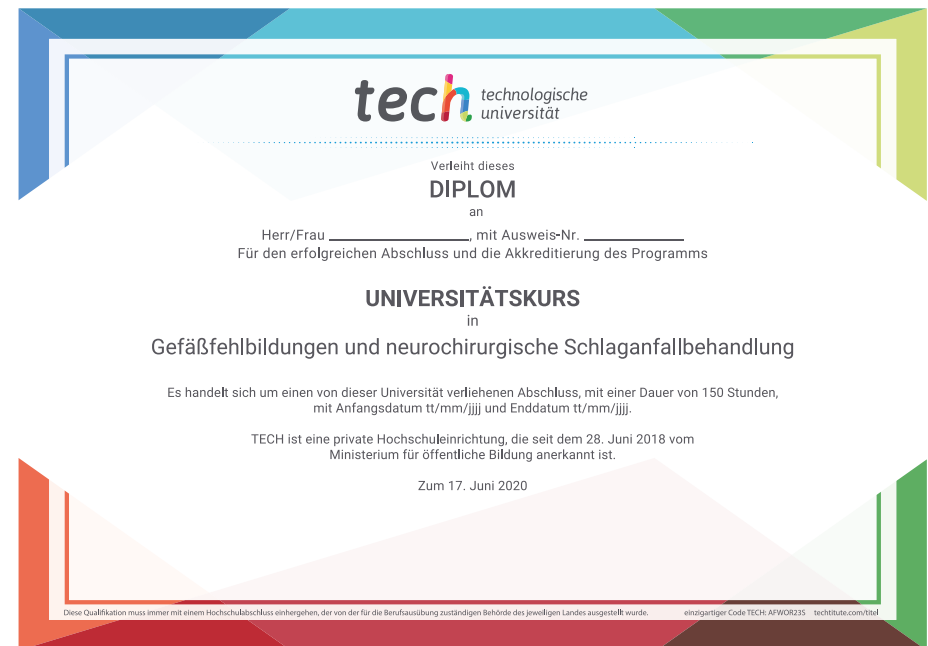 tech technologische
universität
Verleiht dieses
DIPLOM
an
Herr/Frau ____________________, mit Ausweis-Nr. ______________
Für den erfolgreichen Abschluss und die Akkreditierung des Programms
UNIVERSITÄTSKURS
in
Gefäßfehlbildungen und neurochirurgische Schlaganfallbehandlung
Es handelt sich um einen von dieser Universität verliehenen Abschluss, mit einer Dauer von 150 Stunden,
mit Anfangsdatum tt/mm/jjjj und Enddatum tt/mm/jjjj.
TECH ist eine private Hochschuleinrichtung, die seit dem 28. Juni 2018 vom
Ministerium für öffentliche Bildung anerkannt ist.
Zum 17. Juni 2020
Diese Qualifikation muss immer mit einem Hochschulabschluss einhergehen, der von der für die Berufsausübung zuständigen Behörde des jeweiligen Landes ausgestellt wurde. einzigartiger Code TECH: AFWOR23S techtitute.com/titel